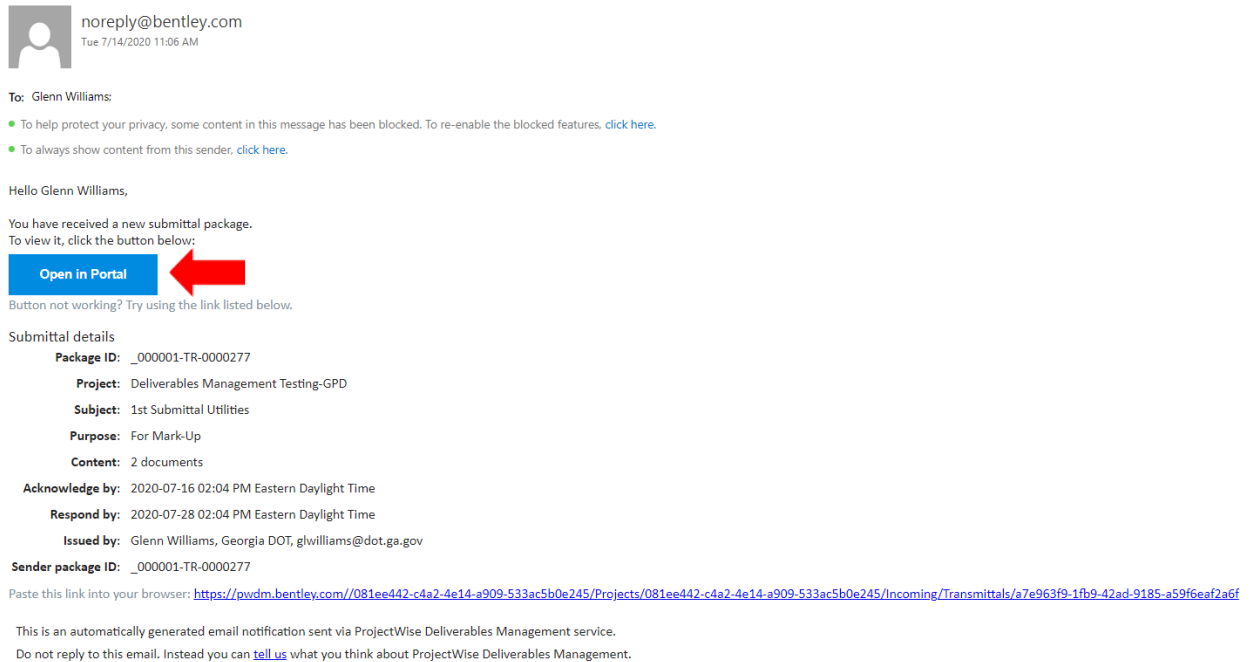 noreply@bentley.com
Tue 7/14/2020 11:06 AM
To: Glenn Williams;
To help protect your privacy, some content in this message has been blocked. To re-enable the blocked features, click here.
To always show content from this sender, click here.
Hello Glenn Williams,
You have received a new submittal package.
To view it, click the button below:
Open in Portal
Button not working? Try using the link listed below.
Submittal details
Package ID: _000001-TR-0000277
Project: Deliverables Management Testing-GPD
Subject: 1st Submittal Utilities
Purpose: For Mark-Up
Content: 2 documents
Acknowledge by: 2020-07-16 02:04 PM Eastern Daylight Time
Respond by: 2020-07-28 02:04 PM Eastern Daylight Time
Issued by: Glenn Williams, Georgia DOT, glwilliams@dot.ga.gov
Sender package ID: _000001-TR-0000277
Paste this link into your browser: https://pwdm.bentley.com//081ee442-c4a2-4e14-a909-533ac5b0e245/Projects/081ee442-c4a2-4e14-a909-533ac5b0e245/Incoming/Transmittals/a7e963f9-1fb9-42ad-9185-a59f6eaf2a6f
This is an automatically generated email notification sent via ProjectWise Deliverables Management service.
Do not reply to this email. Instead you can tell us what you think about ProjectWise Deliverables Management.